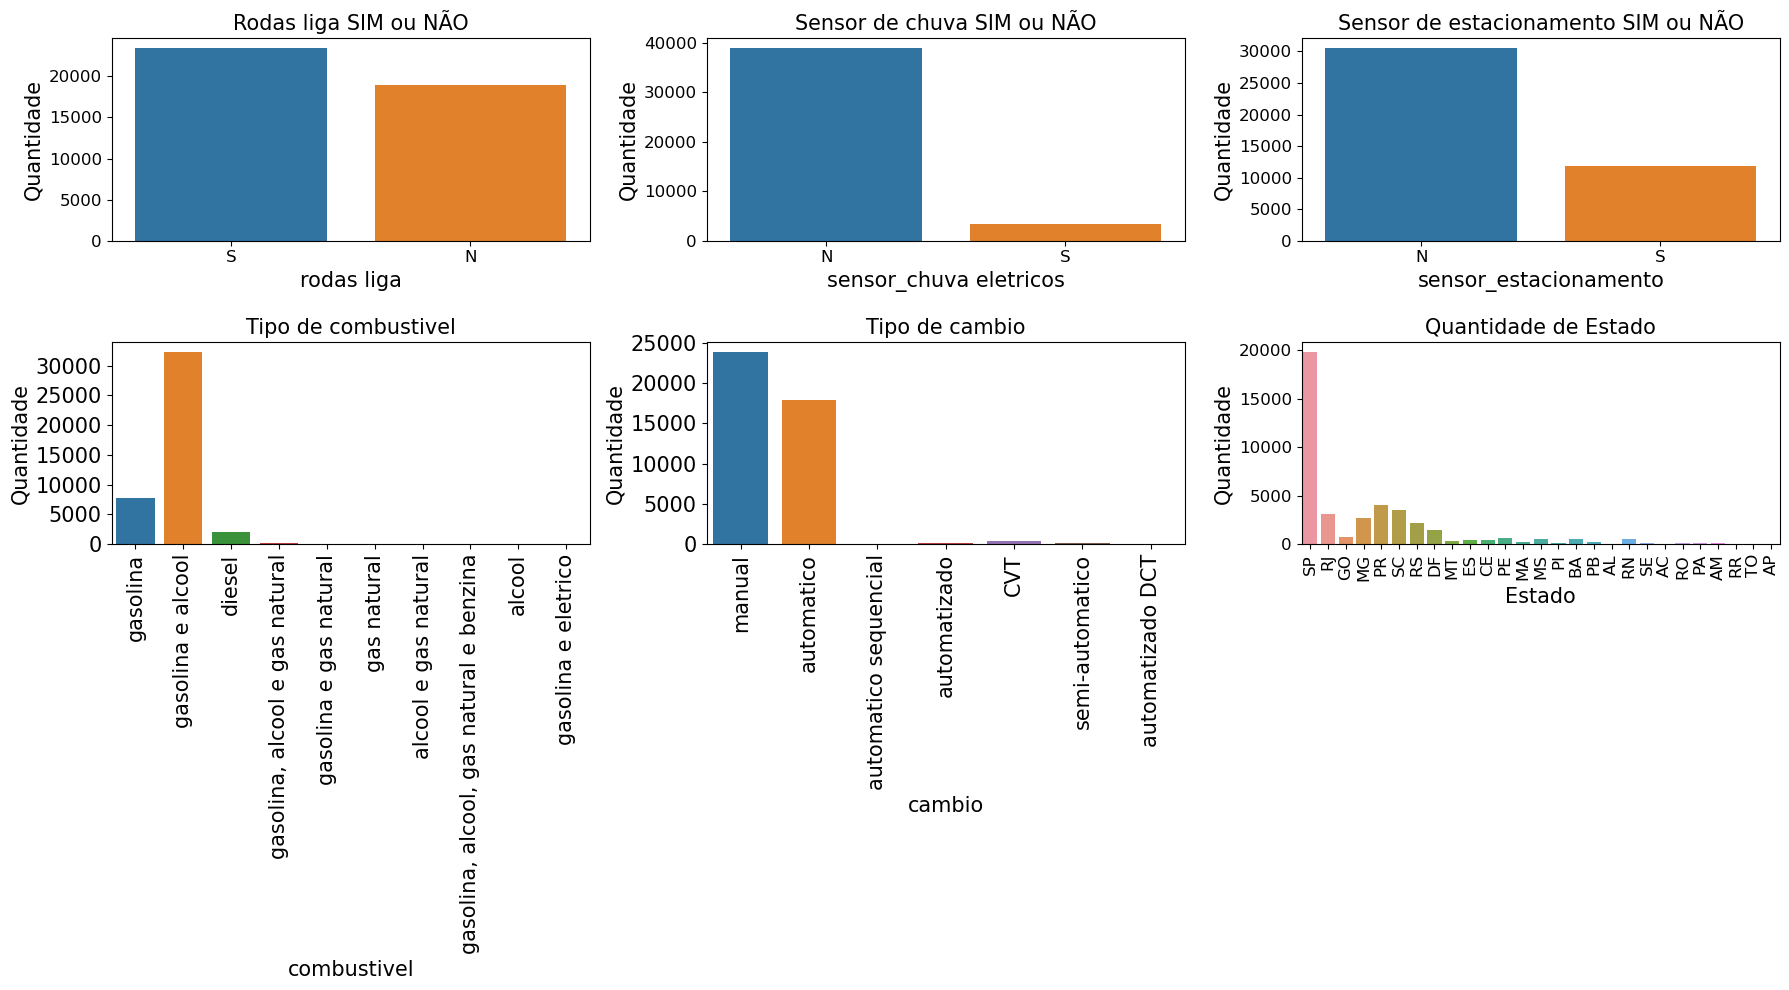 Rodas liga SIM ou NÃO
Quantidade
20000
15000
10000
5000
0
S
N
rodas liga
Sensor de chuva SIM ou NÃO
Quantidade
40000
30000
20000
10000
0
N
S
sensor_chuva eletricos
Sensor de estacionamento SIM ou NÃO
Quantidade
30000
25000
20000
15000
10000
5000
0
N
S
sensor_estacionamento
Tipo de combustivel
Quantidade
30000
25000
20000
15000
10000
5000
0
gasolina
gasolina e alcool
diesel
gasolina, alcool e gas natural
gasolina e gas natural
gas natural
alcool e gas natural
gasolina, alcool, gas natural e benzina
alcool
gasolina e eletrico
combustivel
Tipo de cambio
Quantidade
25000
20000
15000
10000
5000
0
manual
automatico
automatico sequencial
automatizado
CVT
semi-automatico
automatizado DCT
cambio
Quantidade de Estado
Quantidade
20000
15000
10000
5000
0
SP
RJ
GO
MG
PR
SC
RS
DF
MT
ES
CE
PE
MA
MS
PI
BA
PB
AL
RN
SE
AC
RO
PA
AM
RR
TO
AP
Estado